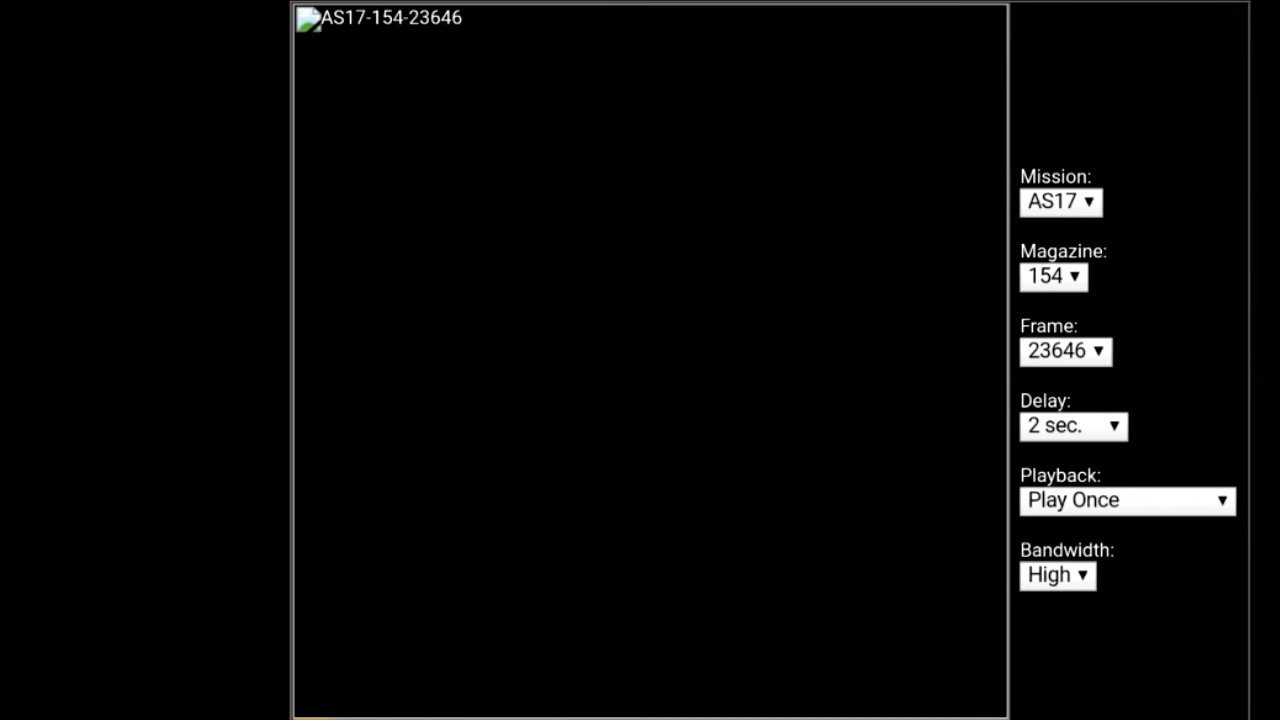 AS17-154-23646
Mission:
AS17
Magazine:
154
Frame:
23646
Delay:
2 sec.
Playback:
Play Once
Bandwidth:
High